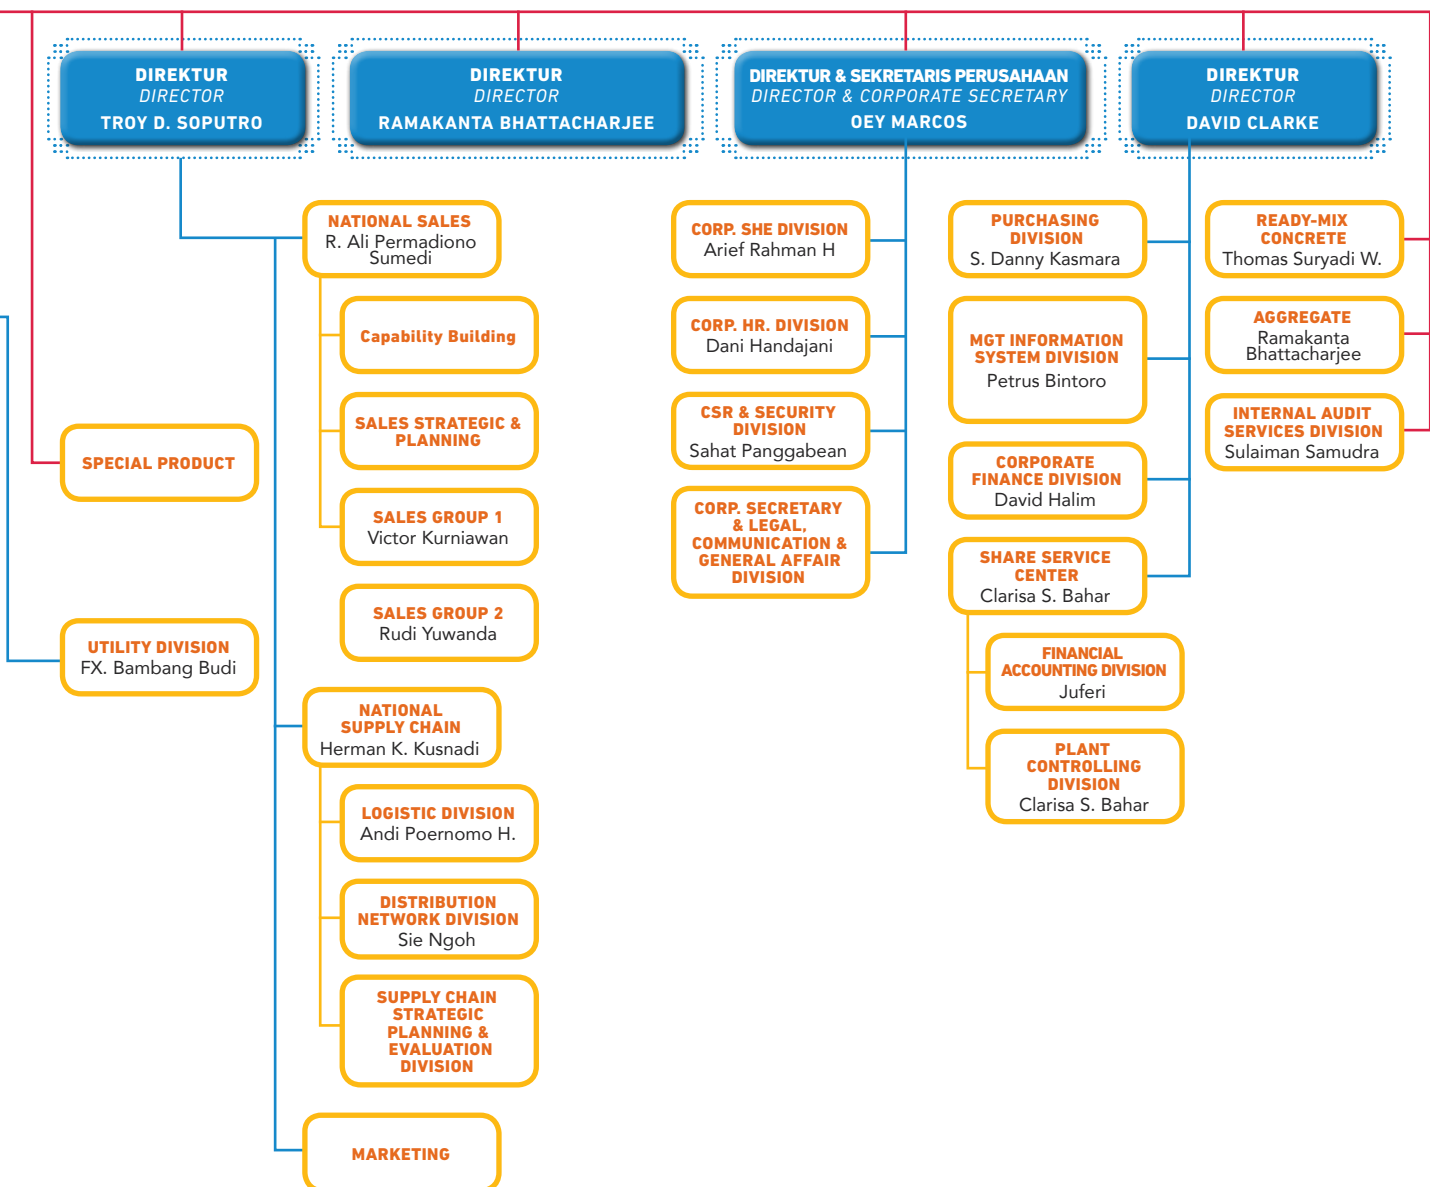 DIREKTUR
DIRECTOR
TROY D. SOPUTRO
DIREKTUR
DIRECTOR
RAMAKANTA BHATTACHARJEE
DIREKTUR & SEKRETARIS PERUSAHAAN
DIRECTOR & CORPORATE SECRETARY
OEY MARCOS
DIREKTUR
DIRECTOR
DAVID CLARKE
SPECIAL PRODUCT
UTILITY DIVISION
FX. Bambang Budi
NATIONAL SALES
R. Ali Permadiono
Sumedi
Capability Building
SALES STRATEGIC &
PLANNING
SALES GROUP 1
Victor Kurniawan
SALES GROUP 2
Rudi Yuwanda
NATIONAL
SUPPLY CHAIN
Herman K. Kusnadi
LOGISTIC DIVISION
Andi Poernomo H.
DISTRIBUTION
NETWORK DIVISION
Sie Ngoh
SUPPLY CHAIN
STRATEGIC
PLANNING &
EVALUATION
DIVISION
MARKETING
CORP. SHE DIVISION
Arief Rahman H
CORP. HR. DIVISION
Dani Handajani
CSR & SECURITY
DIVISION
Sahat Panggabean
CORP. SECRETARY
& LEGAL,
COMMUNICATION &
GENERAL AFFAIR
DIVISION
PURCHASING
DIVISION
S. Danny Kasmara
MGT INFORMATION
SYSTEM DIVISION
Petrus Bintoro
CORPORATE
FINANCE DIVISION
David Halim
SHARE SERVICE
CENTER
Clarisa S. Bahar
FINANCIAL
ACCOUNTING DIVISION
Juferi
PLANT
CONTROLLING
DIVISION
Clarisa S. Bahar
READY-MIX
CONCRETE
Thomas Suryadi W.
AGGREGATE
Ramakanta
Bhattacharjee
INTERNAL AUDIT
SERVICES DIVISION
Sulaiman Samudra